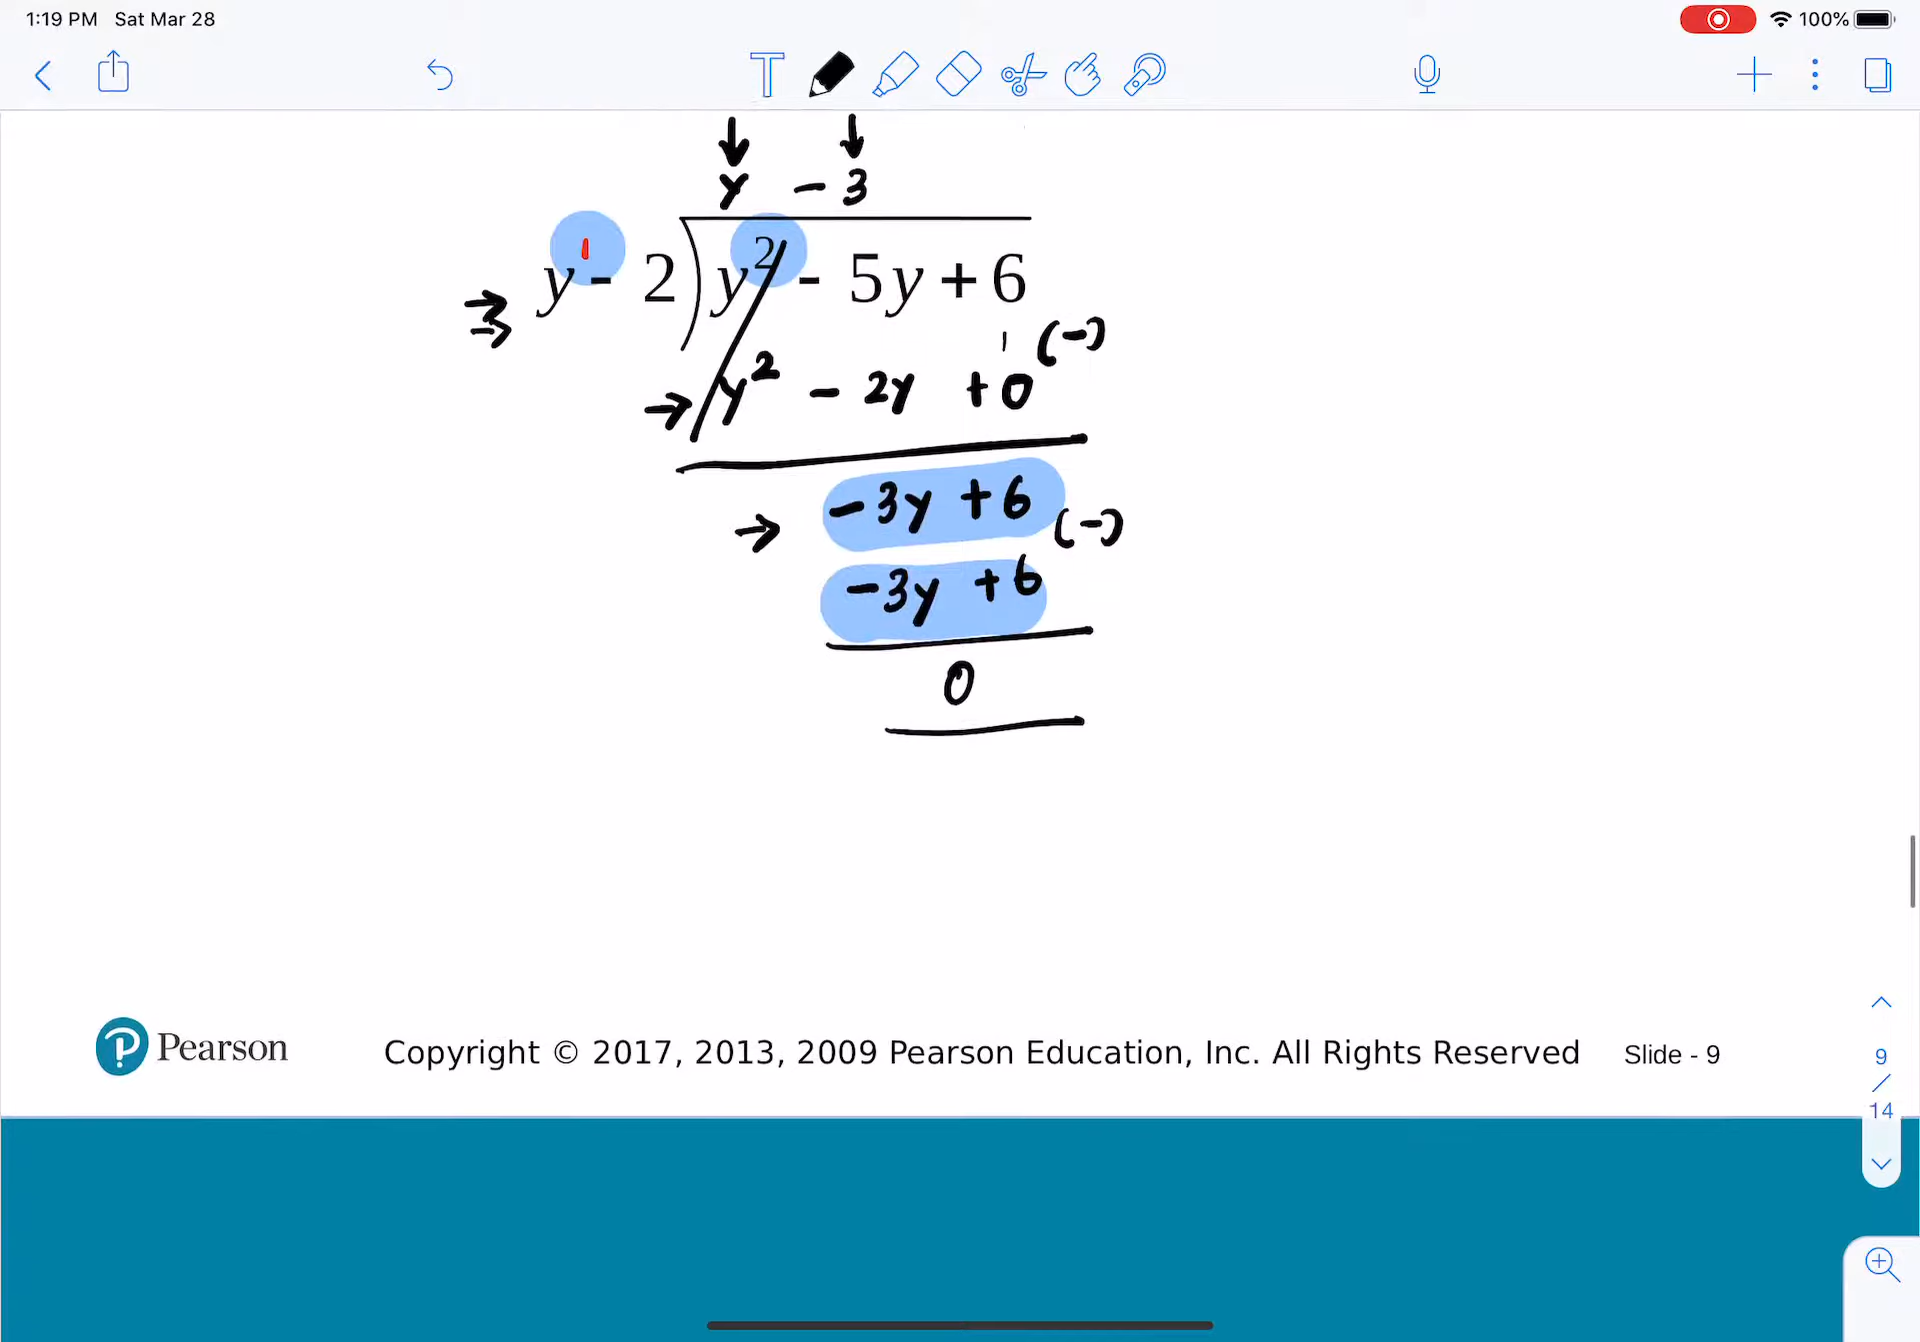 1:19 PM Sat Mar 28 100%
T
y - 3
y¹ - 2 ) y² - 5y + 6
(-)
y² - 2y + 0
-3y + 6
(-)
-3y + 6
0
Pearson Copyright © 2017, 2013, 2009 Pearson Education, Inc. All Rights Reserved Slide - 9
9
/
14